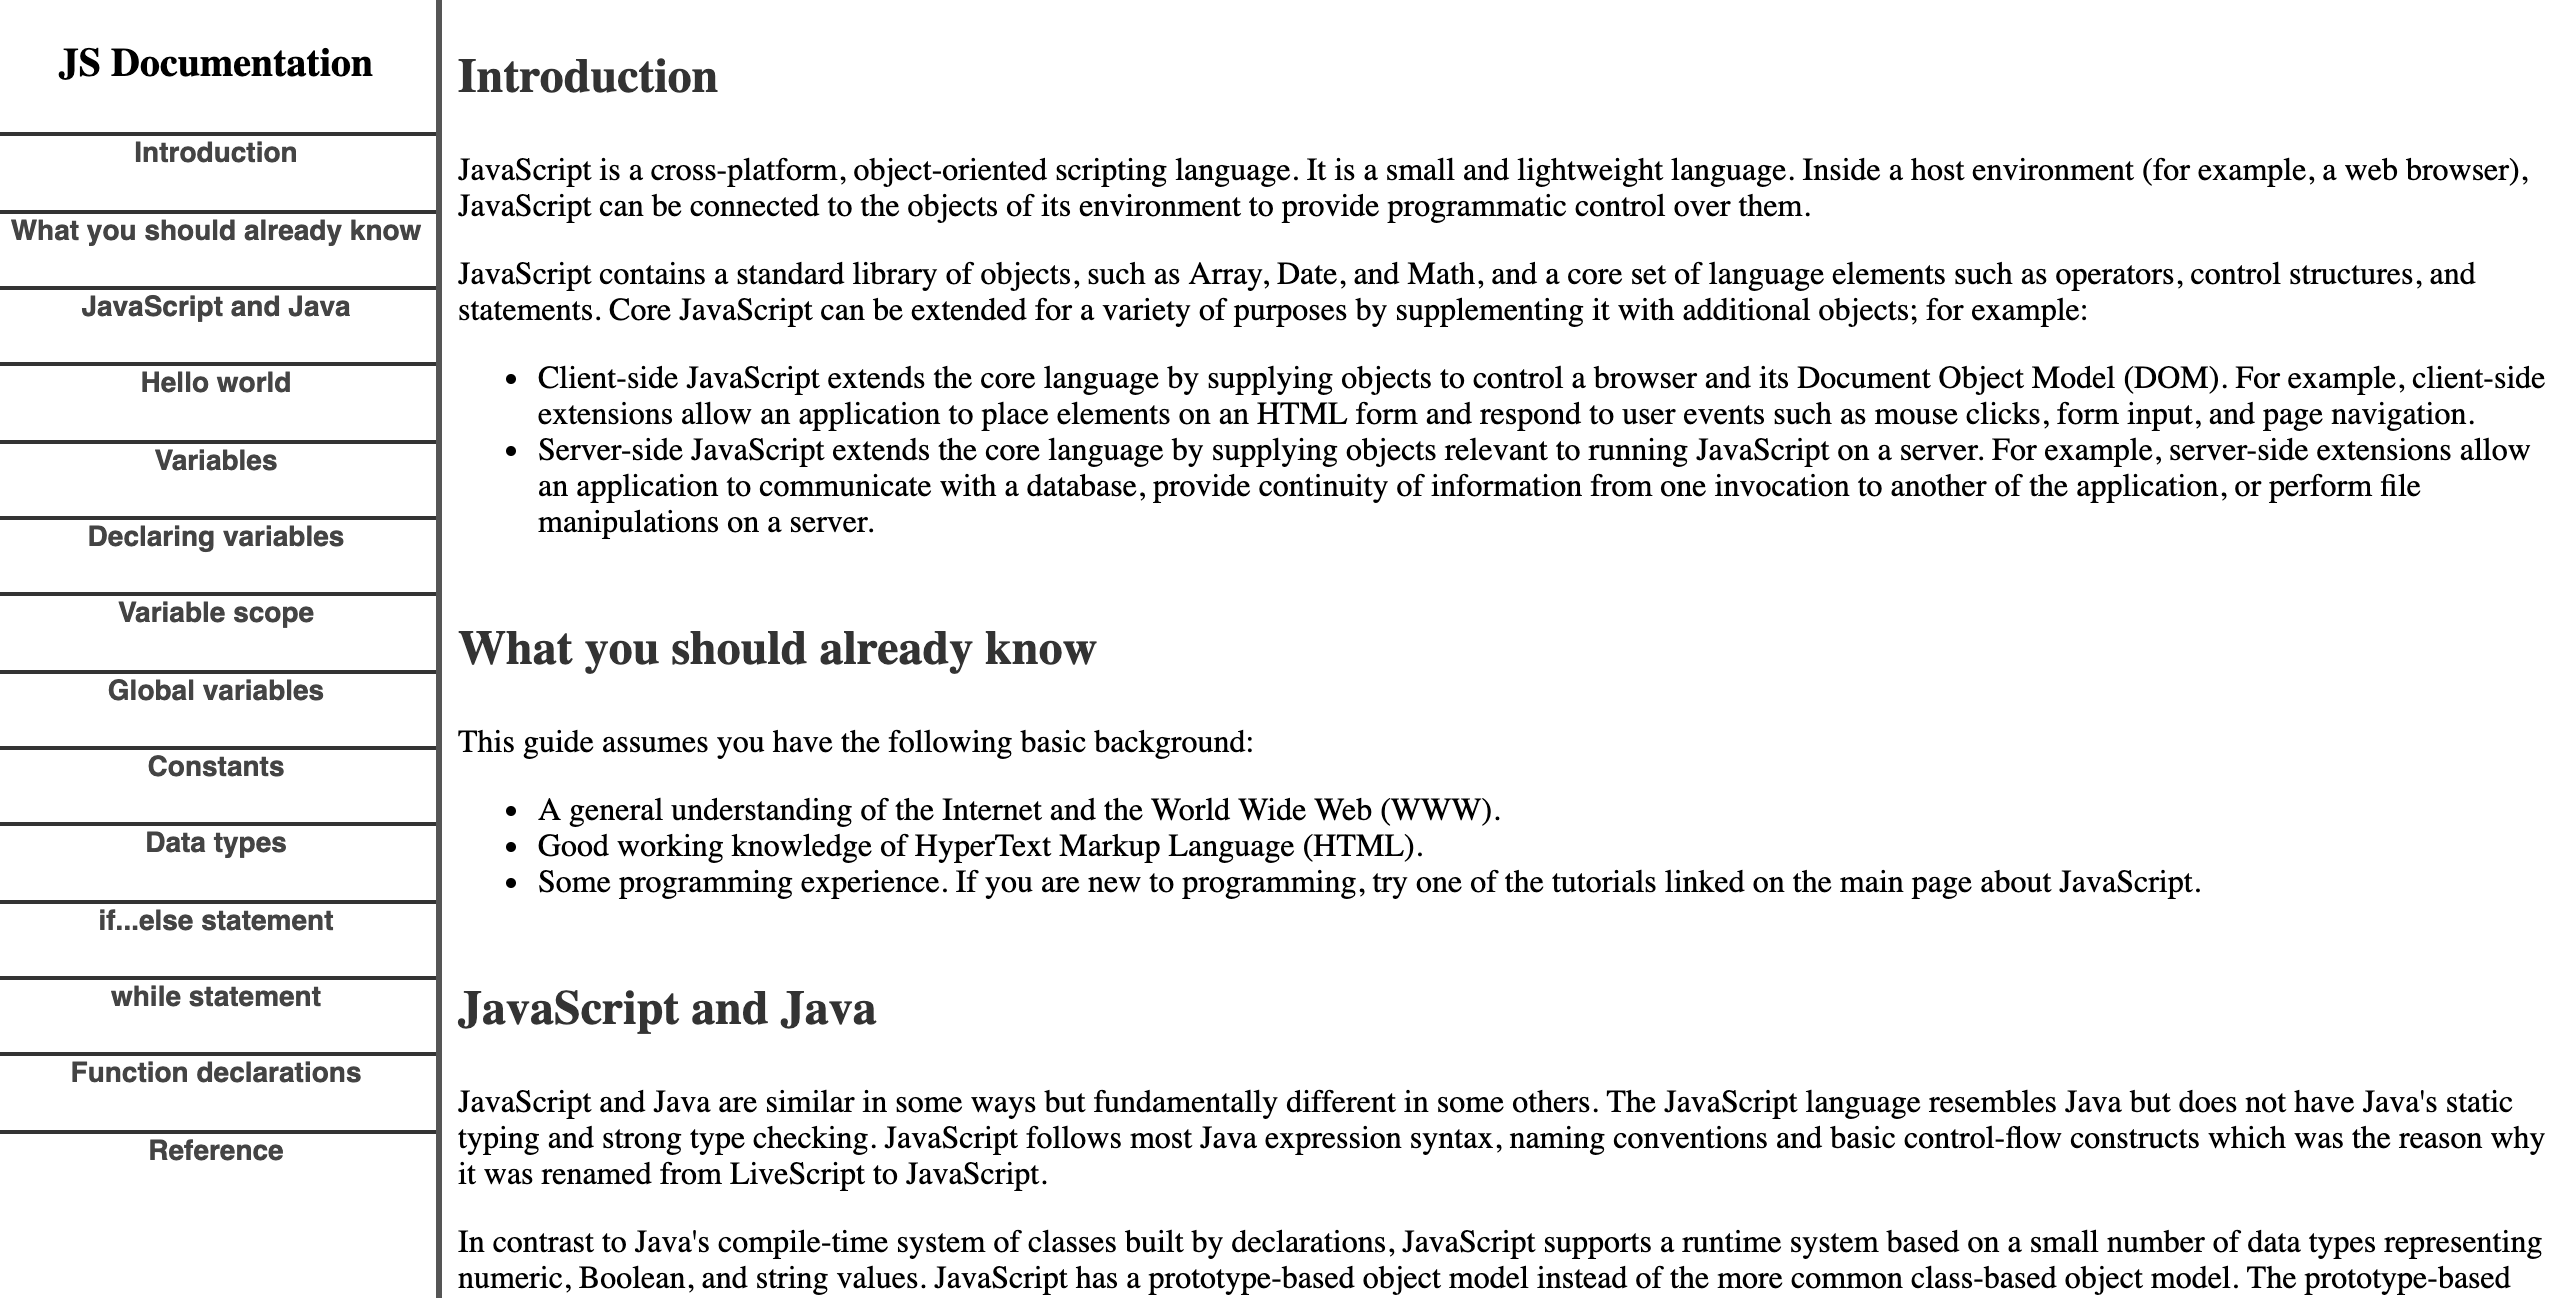 JS Documentation
Introduction
What you should already know
JavaScript and Java
Hello world
Variables
Declaring variables
Variable scope
Global variables
Constants
Data types
if...else statement
while statement
Function declarations
Reference
Introduction
JavaScript is a cross-platform, object-oriented scripting language. It is a small and lightweight language. Inside a host environment (for example, a web browser),
JavaScript can be connected to the objects of its environment to provide programmatic control over them.
JavaScript contains a standard library of objects, such as Array, Date, and Math, and a core set of language elements such as operators, control structures, and
statements. Core JavaScript can be extended for a variety of purposes by supplementing it with additional objects; for example:
• Client-side JavaScript extends the core language by supplying objects to control a browser and its Document Object Model (DOM). For example, client-side
extensions allow an application to place elements on an HTML form and respond to user events such as mouse clicks, form input, and page navigation.
• Server-side JavaScript extends the core language by supplying objects relevant to running JavaScript on a server. For example, server-side extensions allow
an application to communicate with a database, provide continuity of information from one invocation to another of the application, or perform file
manipulations on a server.
What you should already know
This guide assumes you have the following basic background:
• A general understanding of the Internet and the World Wide Web (WWW).
• Good working knowledge of HyperText Markup Language (HTML).
• Some programming experience. If you are new to programming, try one of the tutorials linked on the main page about JavaScript.
JavaScript and Java
JavaScript and Java are similar in some ways but fundamentally different in some others. The JavaScript language resembles Java but does not have Java's static
typing and strong type checking. JavaScript follows most Java expression syntax, naming conventions and basic control-flow constructs which was the reason why
it was renamed from LiveScript to JavaScript.
In contrast to Java's compile-time system of classes built by declarations, JavaScript supports a runtime system based on a small number of data types representing
numeric, Boolean, and string values. JavaScript has a prototype-based object model instead of the more common class-based object model. The prototype-based